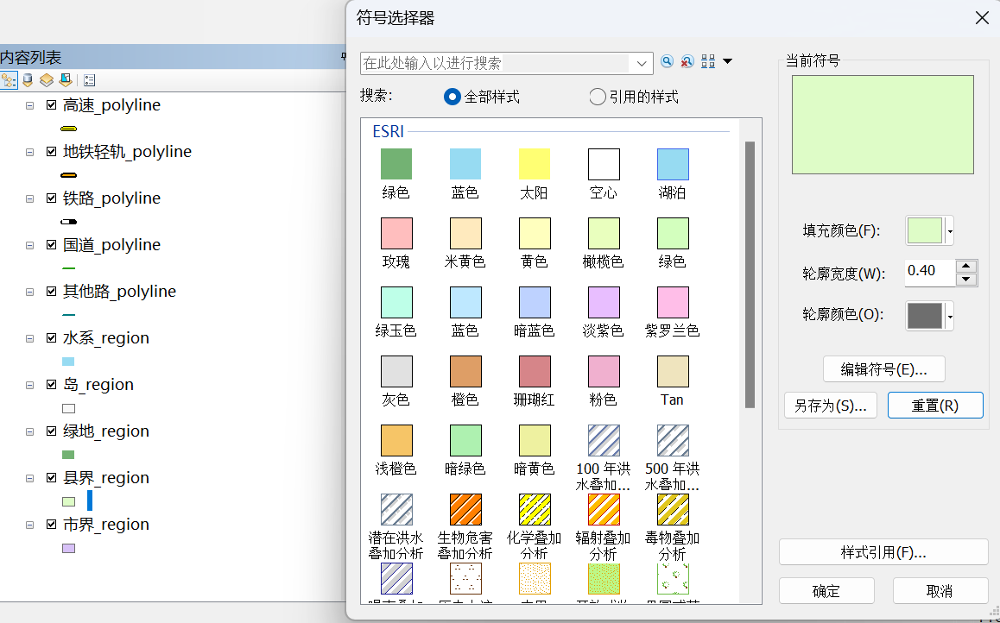 内容列表
高速_polyline
地铁轻轨_polyline
铁路_polyline
国道_polyline
其他路_polyline
水系_region
岛_region
绿地_region
县界_region
市界_region
符号选择器
在此处输入以进行搜索
搜索:
全部样式
引用的样式
ESRI
绿色 蓝色 太阳 空心 湖泊
玫瑰 米黄色 黄色 橄榄色 绿色
绿玉色 蓝色 暗蓝色 淡紫色 紫罗兰色
灰色 橙色 珊瑚红 粉色 Tan
浅橙色 暗绿色 暗黄色 100 年洪 500 年洪
水叠加... 水叠加...
潜在洪水 生物危害 化学叠加 辐射叠加 毒物叠加
叠加分析 叠加分析 分析 分析 分析
当前符号
填充颜色(F):
轮廓宽度(W):
0.40
轮廓颜色(O):
编辑符号(E)...
另存为(S)...
重置(R)
样式引用(F)...
确定
取消